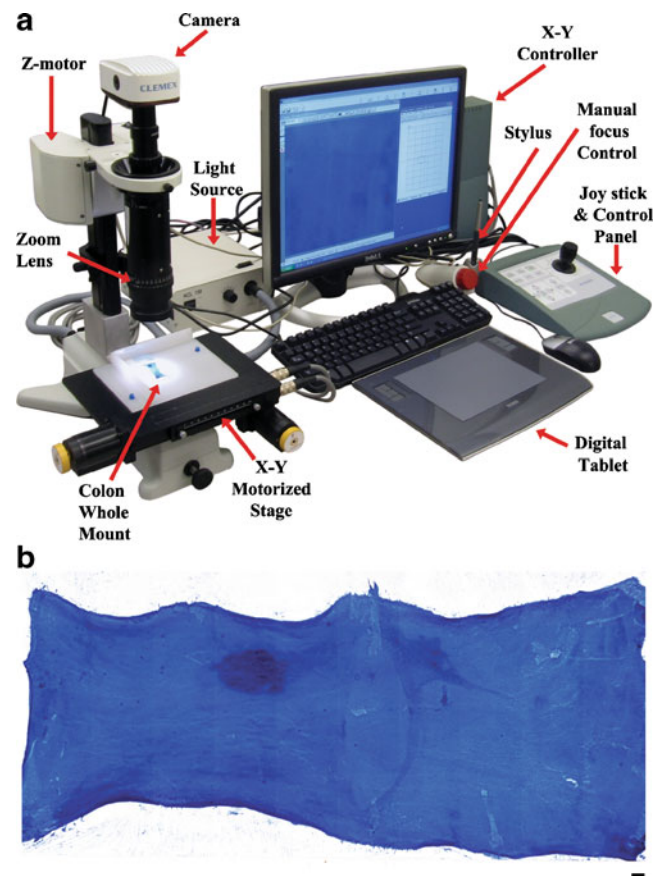 a
Camera
Z-motor
CLEMEX
X-Y
Controller
Stylus
Manual
focus
Control
Light
Source
Joy stick
& Control
Panel
Zoom
Lens
DELL
Digital
Tablet
X-Y
Motorized
Stage
Colon
Whole
Mount
b